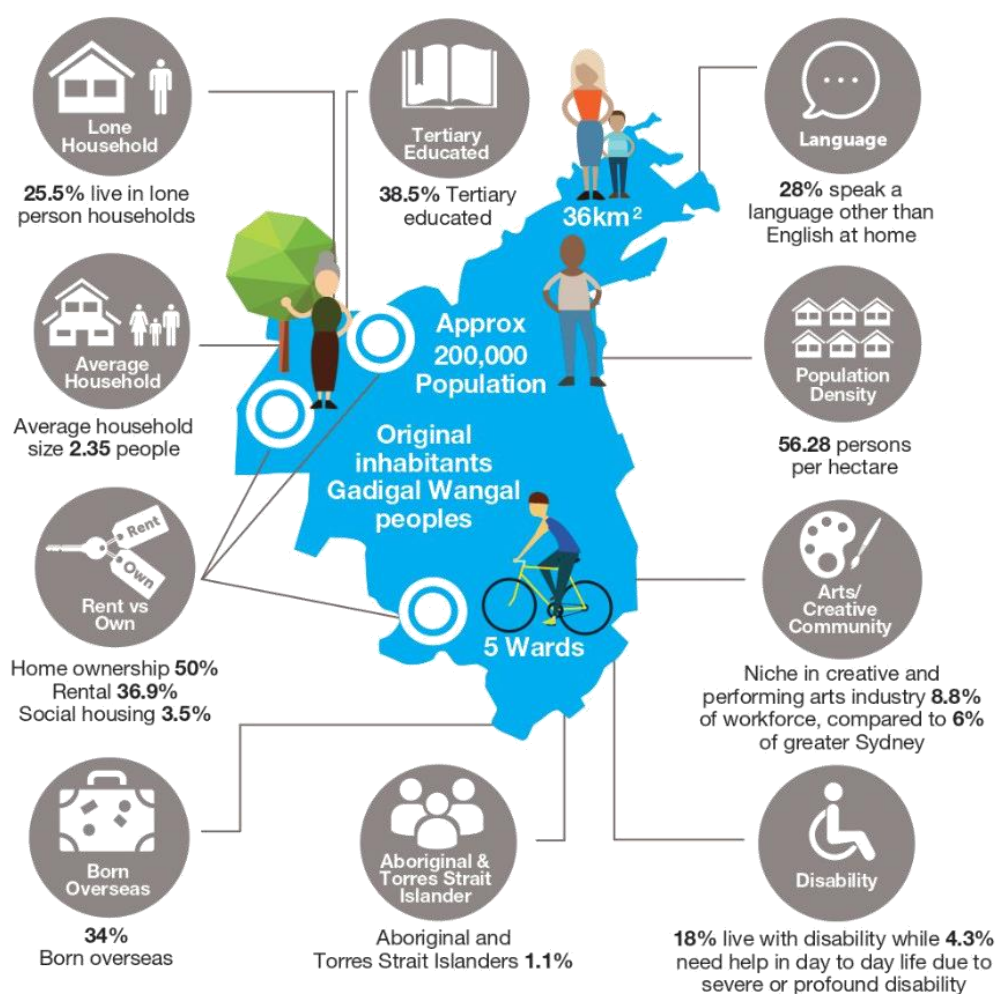 Lone
Household
25.5% live in lone
person households
Tertiary
Educated
38.5% Tertiary
educated
36km²
Language
28% speak a
language other than
English at home
Average
Household
Average household
size 2.35 people
Approx
200,000
Population
Population
Density
56.28 persons
per hectare
Original
inhabitants
Gadigal Wangal
peoples
Rent
Own
Rent vs
Own
Home ownership 50%
Rental 36.9%
Social housing 3.5%
5 Wards
Arts/
Creative
Community
Niche in creative and
performing arts industry 8.8%
of workforce, compared to 6%
of greater Sydney
Born
Overseas
34%
Born overseas
Aboriginal &
Torres Strait
Islander
Aboriginal and
Torres Strait Islanders 1.1%
Disability
18% live with disability while 4.3%
need help in day to day life due to
severe or profound disability